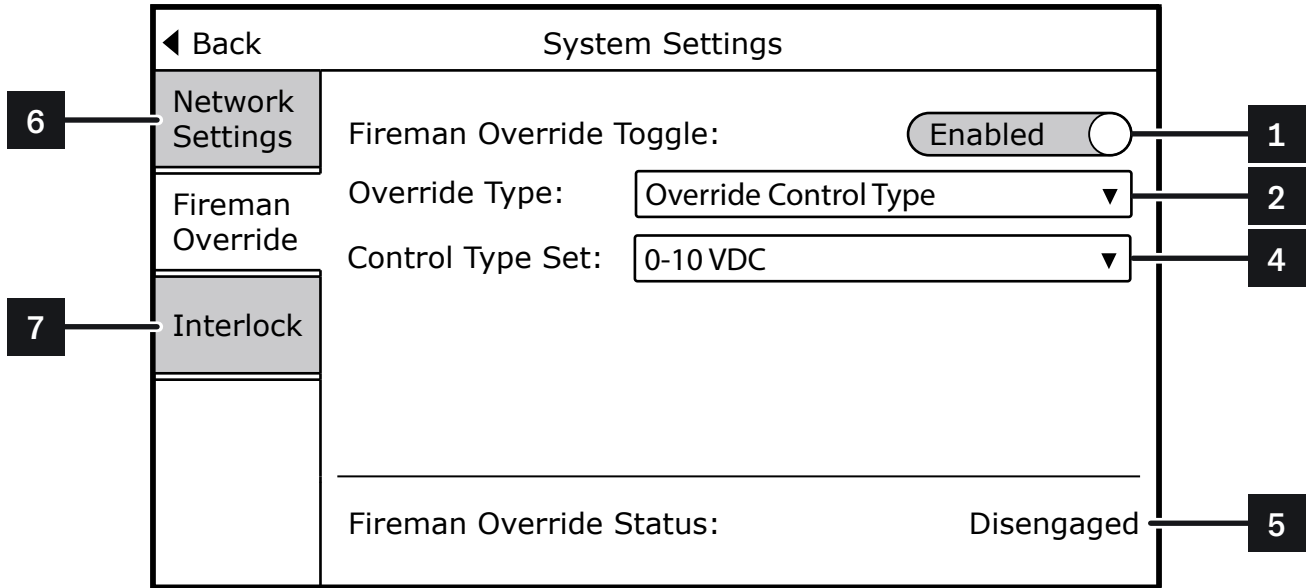 ◀ Back
System Settings
6
Network
Settings
Fireman Override Toggle:
Enabled
1
Override Type:
Override Control Type ▼
2
Fireman
Override
Control Type Set:
0-10 VDC ▼
4
7
Interlock
Fireman Override Status:
Disengaged
5